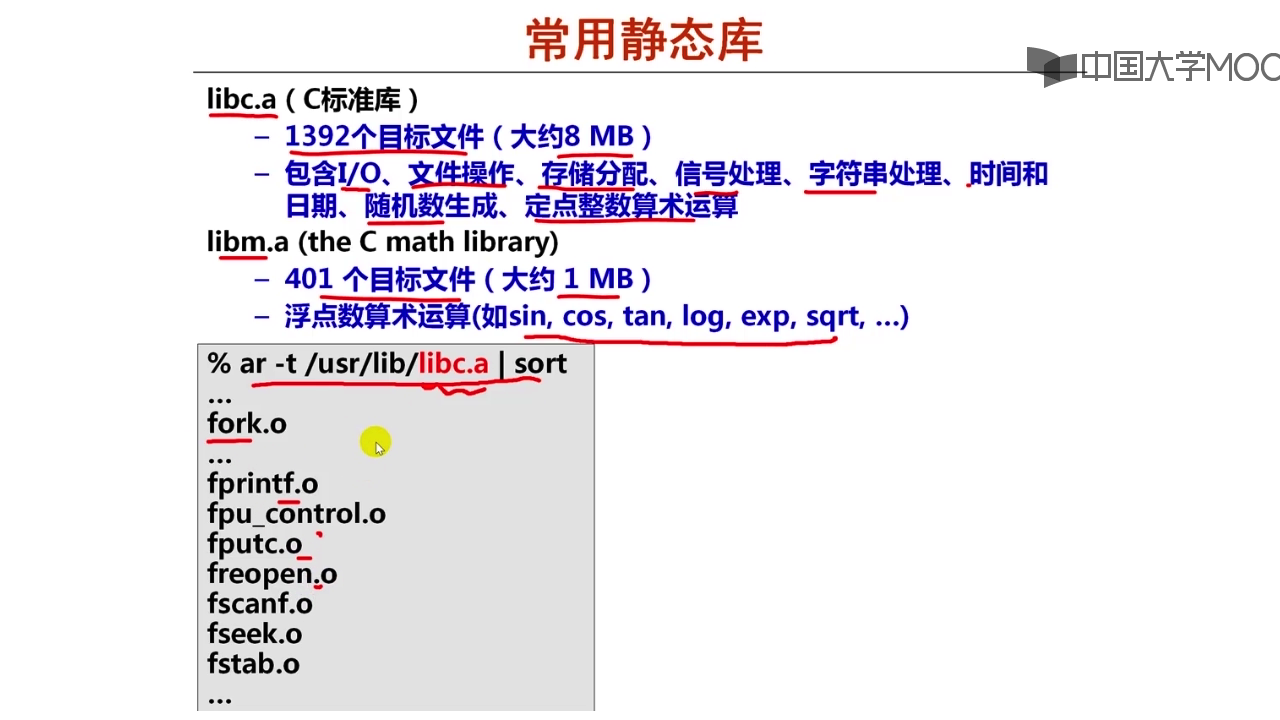 常用静态库
中国大学MOO
libc.a（C标准库）
– 1392个目标文件（大约8 MB）
– 包含I/O、文件操作、存储分配、信号处理、字符串处理、时间和
日期、随机数生成、定点整数算术运算
libm.a (the C math library)
– 401 个目标文件（大约 1 MB）
– 浮点数算术运算(如sin, cos, tan, log, exp, sqrt, …)
% ar -t /usr/lib/libc.a | sort
…
fork.o
…
fprintf.o
fpu_control.o
fputc.o
freopen.o
fscanf.o
fseek.o
fstab.o
…